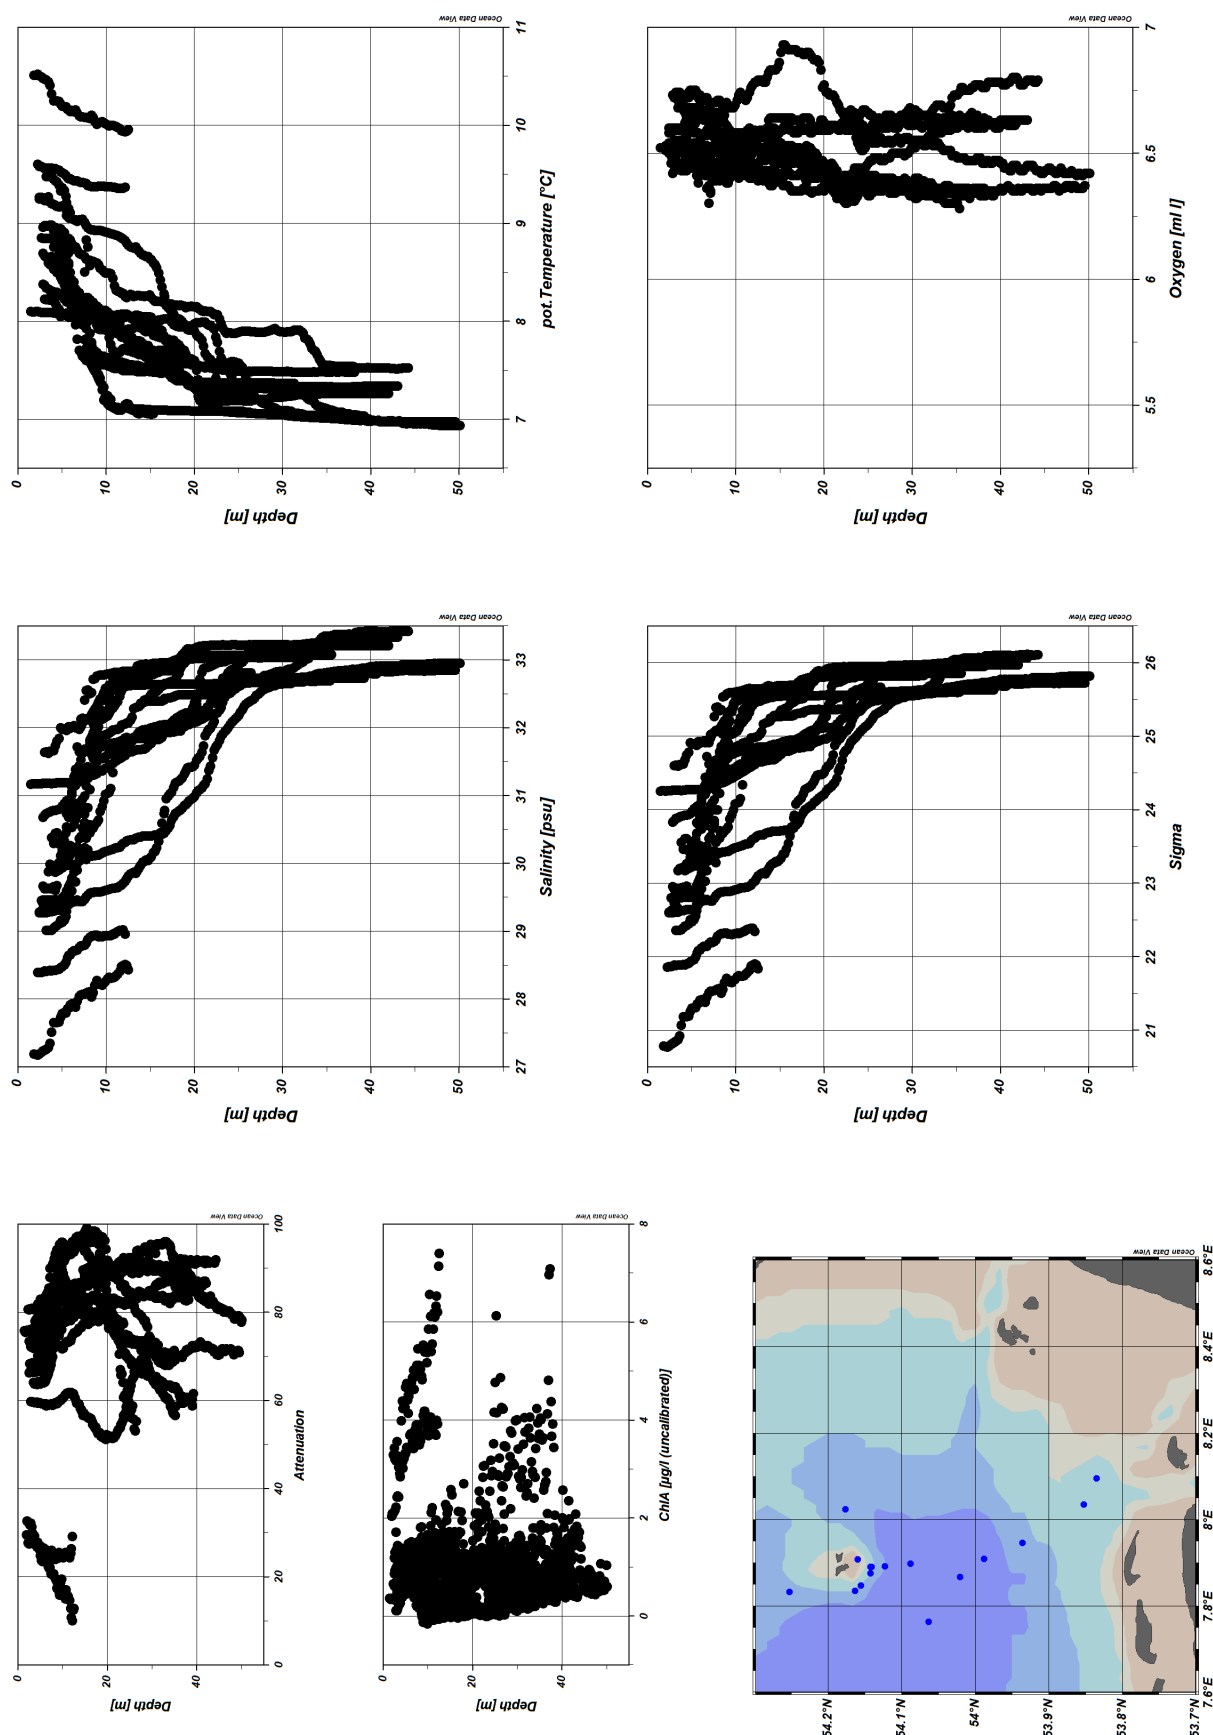 Ocean Data View
0
20
40
Depth [m]
0
20
40
60
80
100
Attenuation
Ocean Data View
0
20
40
Depth [m]
0
2
4
6
8
ChlA [µg/l (uncalibrated)]
54.2°N
54.1°N
54°N
53.9°N
53.8°N
53.7°N
7.6°E
7.8°E
8°E
8.2°E
8.4°E
8.6°E
Ocean Data View
Ocean Data View
0
10
20
30
40
50
Depth [m]
27
28
29
30
31
32
33
Salinity [psu]
Ocean Data View
0
10
20
30
40
50
Depth [m]
21
22
23
24
25
26
Sigma
Ocean Data View
0
10
20
30
40
50
Depth [m]
7
8
9
10
11
pot.Temperature [°C]
Ocean Data View
0
10
20
30
40
50
Depth [m]
5.5
6
6.5
7
Oxygen [ml l]